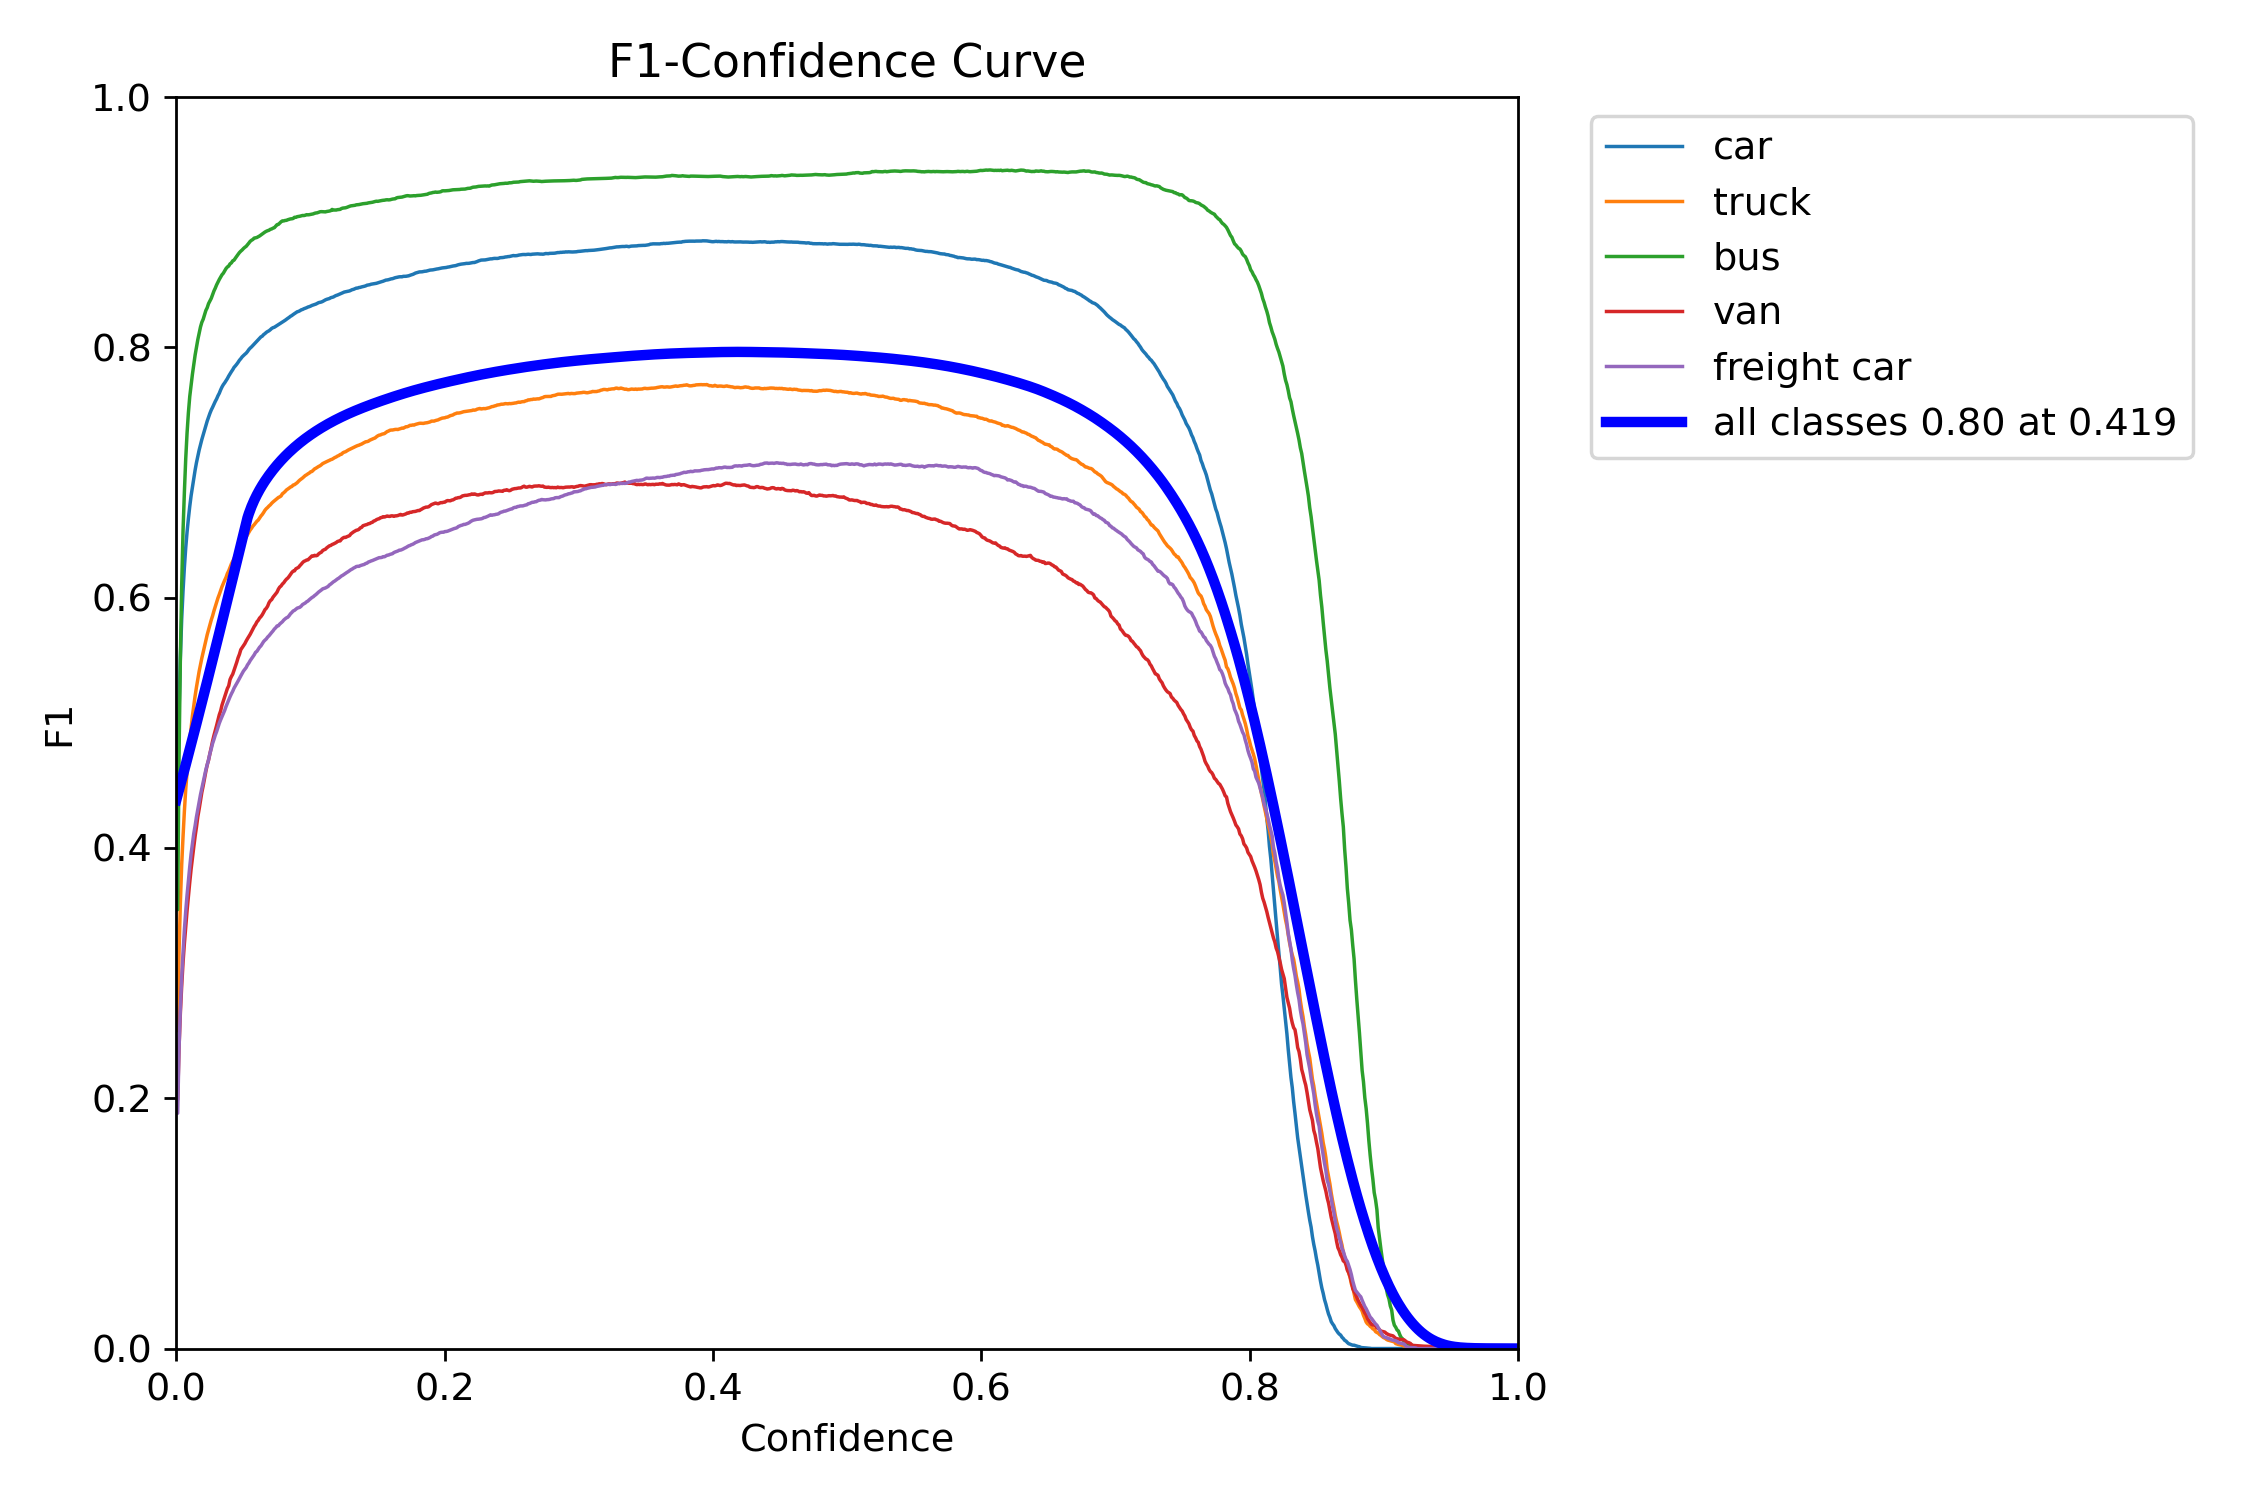 F1-Confidence Curve
1.0
0.8
0.6
0.4
0.2
0.0
F1
0.0 0.2 0.4 0.6 0.8 1.0
Confidence
car
truck
bus
van
freight car
all classes 0.80 at 0.419